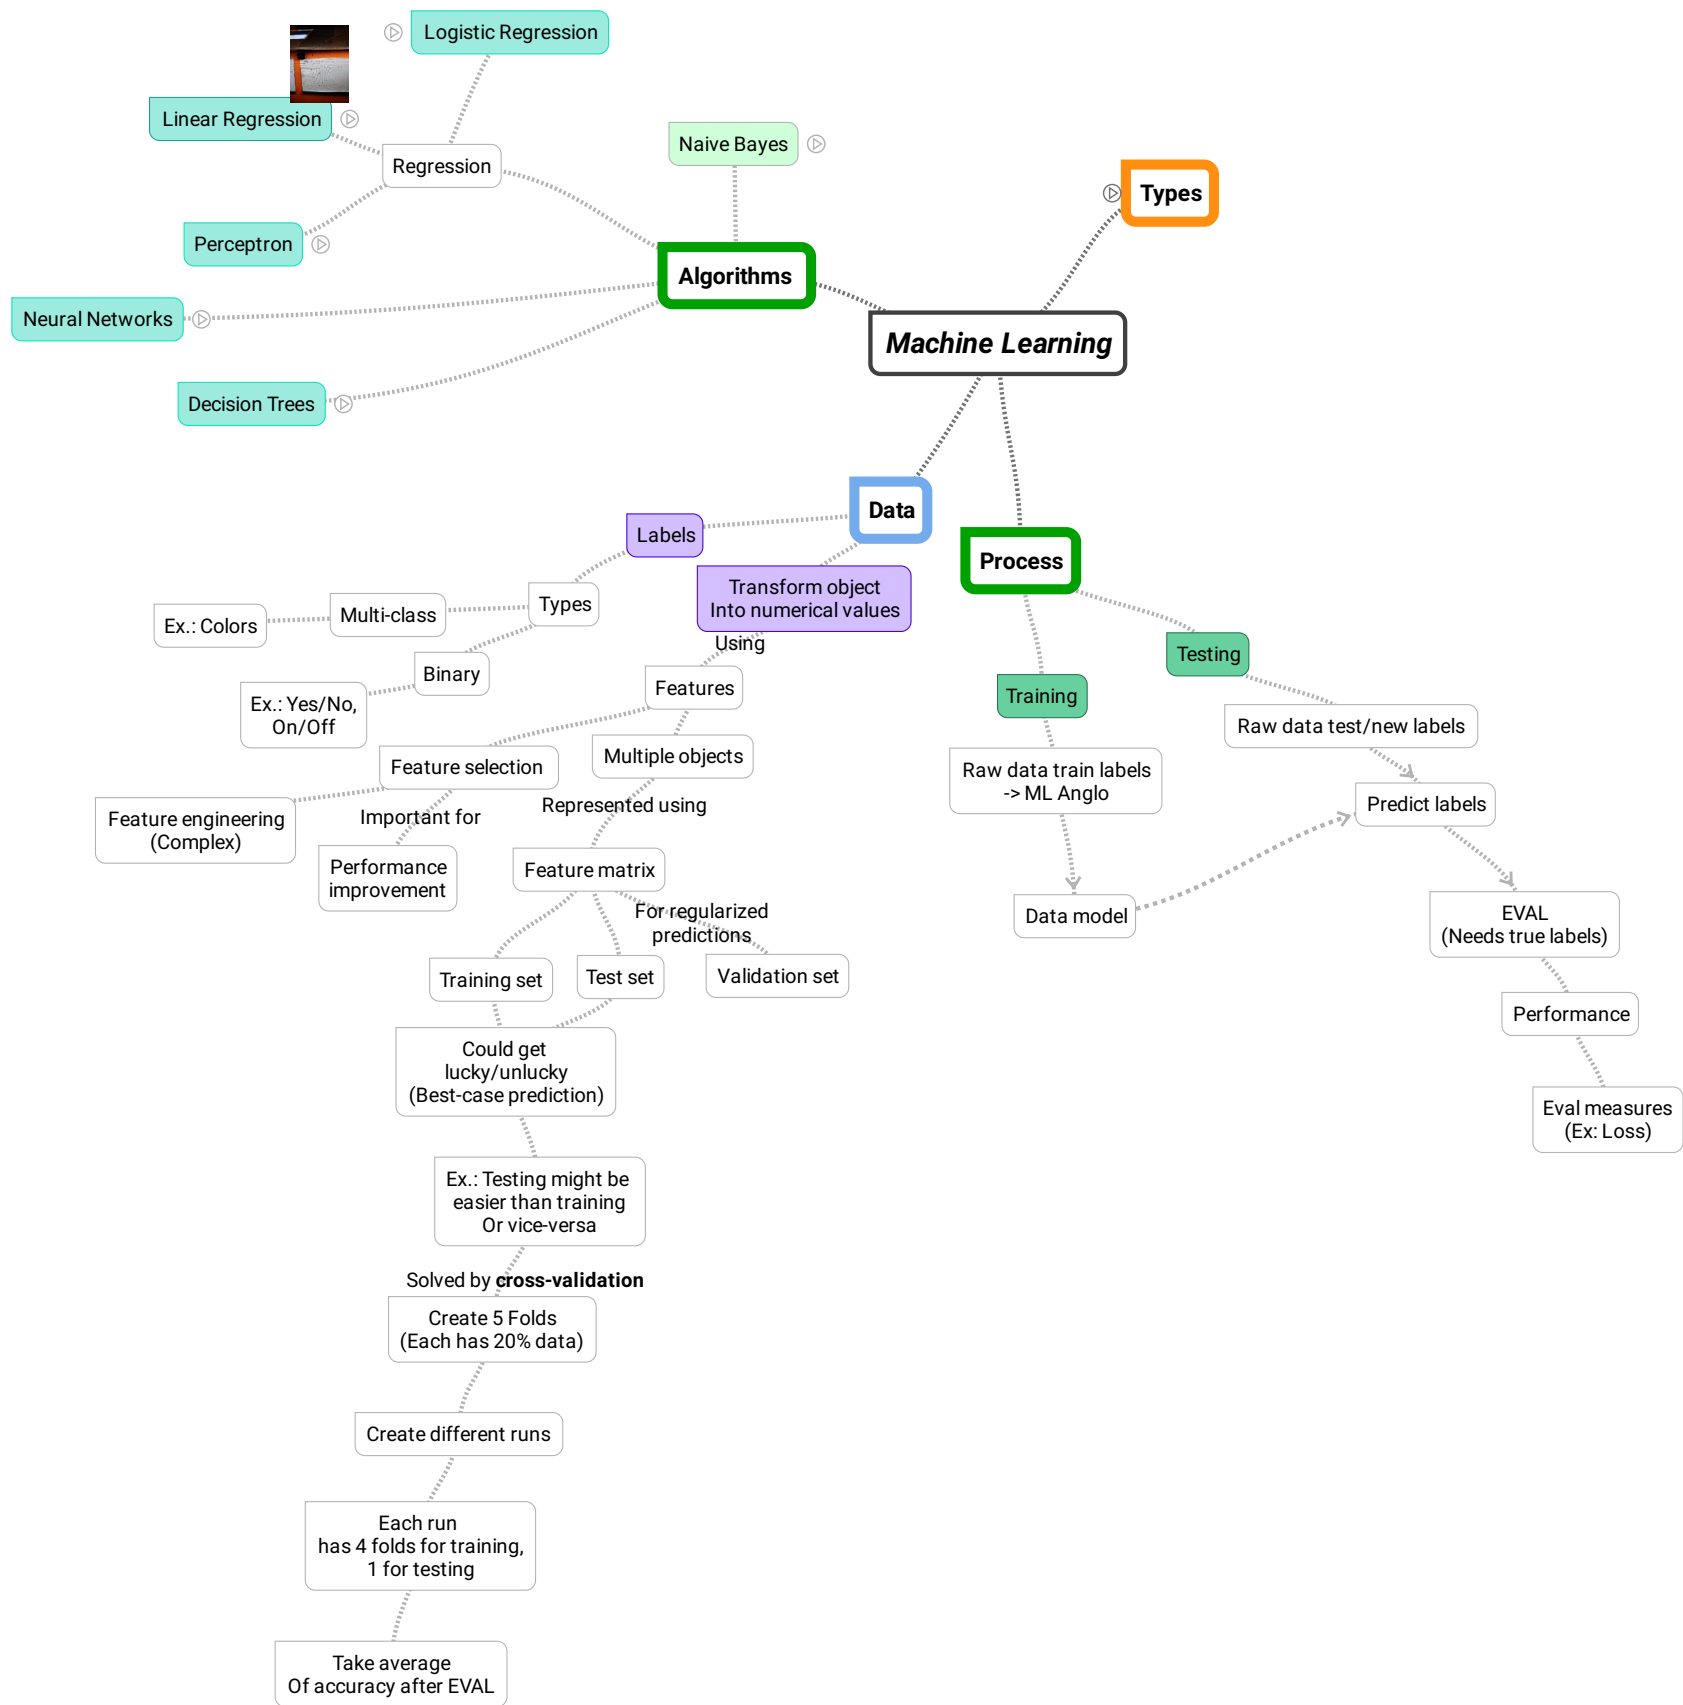 Logistic Regression
Linear Regression
Regression
Perceptron
Naive Bayes
Types
Algorithms
Neural Networks
Machine Learning
Decision Trees
Data
Labels
Process
Transform object
Into numerical values
Using
Types
Multi-class
Ex.: Colors
Binary
Ex.: Yes/No,
On/Off
Features
Feature selection
Multiple objects
Feature engineering
(Complex)
Important for
Performance
improvement
Represented using
Feature matrix
For regularized
predictions
Training set
Test set
Validation set
Could get
lucky/unlucky
(Best-case prediction)
Ex.: Testing might be
easier than training
Or vice-versa
Solved by cross-validation
Create 5 Folds
(Each has 20% data)
Create different runs
Each run
has 4 folds for training,
1 for testing
Take average
Of accuracy after EVAL
Training
Raw data train labels
-> ML Anglo
Data model
Testing
Raw data test/new labels
Predict labels
EVAL
(Needs true labels)
Performance
Eval measures
(Ex: Loss)